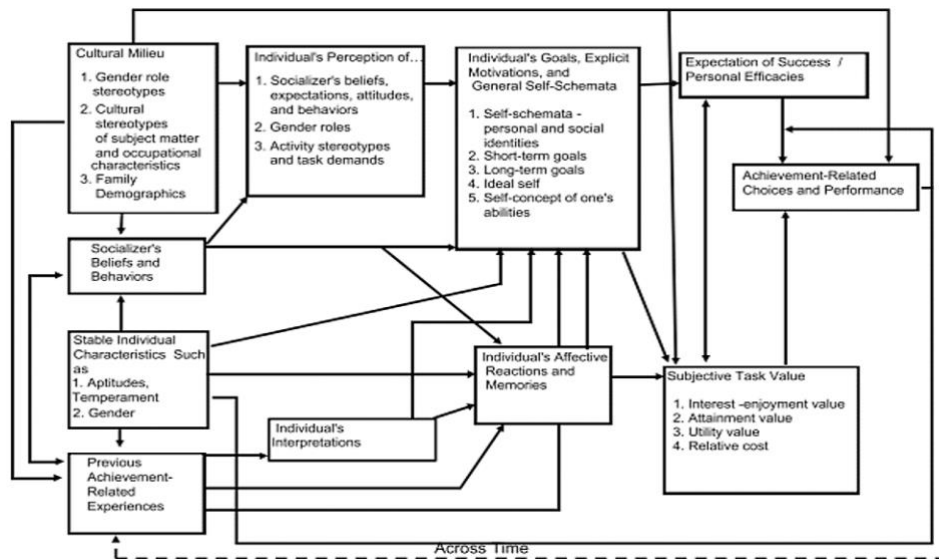 Cultural Milieu
1. Gender role
stereotypes
2. Cultural
stereotypes
of subject matter
and occupational
characteristics
3. Family
Demographics
Individual's Perception of...
1. Socializer's beliefs,
expectations, attitudes,
and behaviors
2. Gender roles
3. Activity stereotypes
and task demands
Individual's Goals, Explicit
Motivations, and
General Self-Schemata
1. Self-schemata -
personal and social
identities
2. Short-term goals
3. Long-term goals
4. Ideal self
5. Self-concept of one's
abilities
Expectation of Success /
Personal Efficacies
Achievement-Related
Choices and Performance
Socializer's
Beliefs and
Behaviors
Stable Individual
Characteristics Such
as
1. Aptitudes,
Temperament
2. Gender
Individual's
Interpretations
Individual's Affective
Reactions and
Memories
Subjective Task Value
1. Interest -enjoyment value
2. Attainment value
3. Utility value
4. Relative cost
Previous
Achievement-
Related
Experiences
Across Time